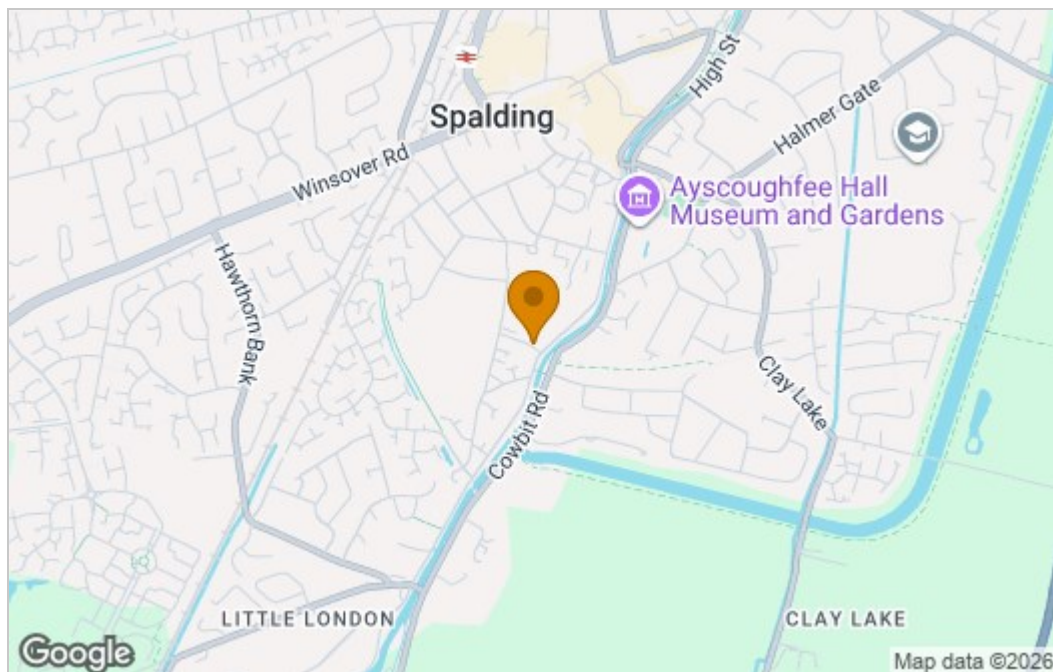 High St
Spalding
Halmer Gate
Winsover Rd
Ayscoughfee Hall
Museum and Gardens
Hawthorn Bank
Clay Lake
Cowbit Rd
LITTLE LONDON
CLAY LAKE
Google
Map data ©2026